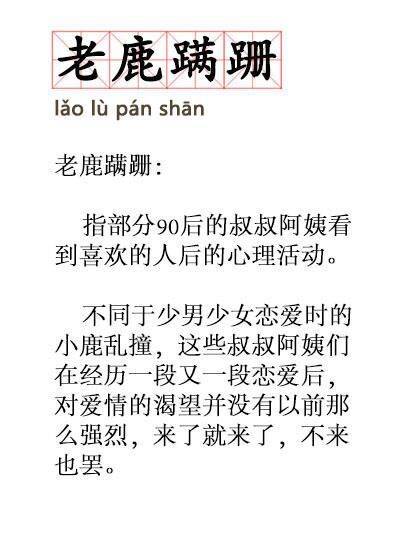 老鹿蹒跚
lǎo lù pán shān
老鹿蹒跚：
指部分90后的叔叔阿姨看
到喜欢的人后的心理活动。
不同于少男少女恋爱时的
小鹿乱撞，这些叔叔阿姨们
在经历一段又一段恋爱后，
对爱情的渴望并没有以前那
么强烈，来了就来了，不来
也罢。